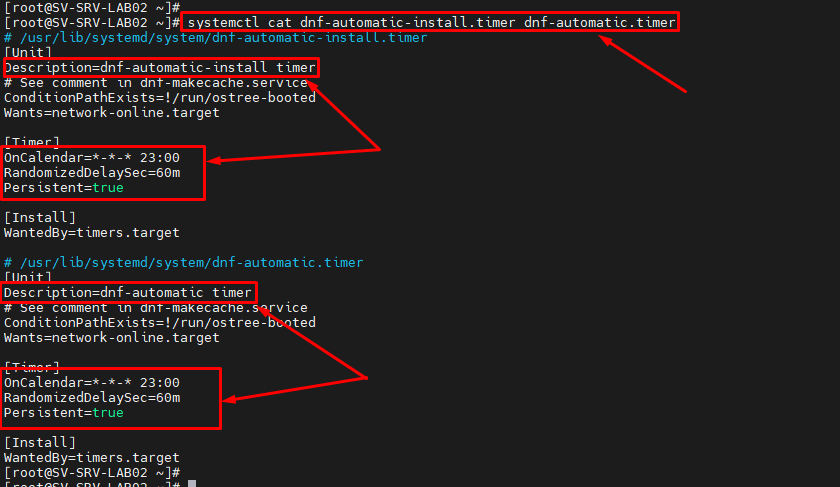 [root@SV-SRV-LAB02 ~]#
[root@SV-SRV-LAB02 ~]# systemctl cat dnf-automatic-install.timer dnf-automatic.timer
# /usr/lib/systemd/system/dnf-automatic-install.timer
[Unit]
Description=dnf-automatic-install timer
# See comment in dnf-makecache.service
ConditionPathExists=!/run/ostree-booted
Wants=network-online.target
[Timer]
OnCalendar=*-*-* 23:00
RandomizedDelaySec=60m
Persistent=true
[Install]
WantedBy=timers.target
# /usr/lib/systemd/system/dnf-automatic.timer
[Unit]
Description=dnf-automatic timer
# See comment in dnf-makecache.service
ConditionPathExists=!/run/ostree-booted
Wants=network-online.target
[Timer]
OnCalendar=*-*-* 23:00
RandomizedDelaySec=60m
Persistent=true
[Install]
WantedBy=timers.target
[root@SV-SRV-LAB02 ~]#
[root@SV-SRV-LAB02 ~]#